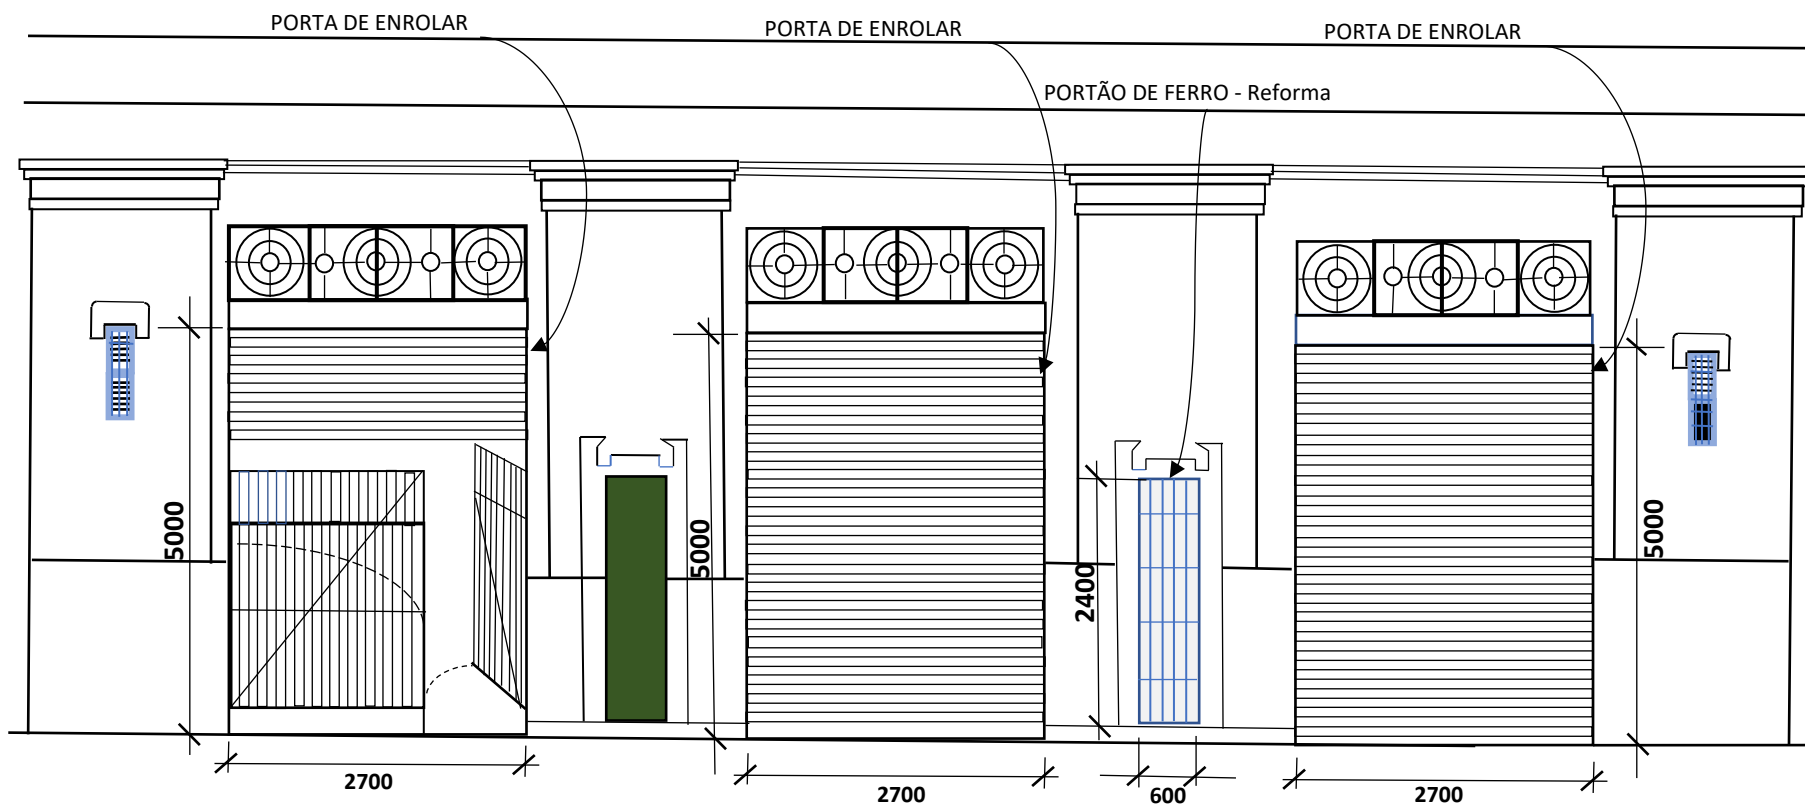 PORTA DE ENROLAR
PORTA DE ENROLAR
PORTA DE ENROLAR
PORTÃO DE FERRO - Reforma
5000
5000
2400
5000
2700
2700
600
2700